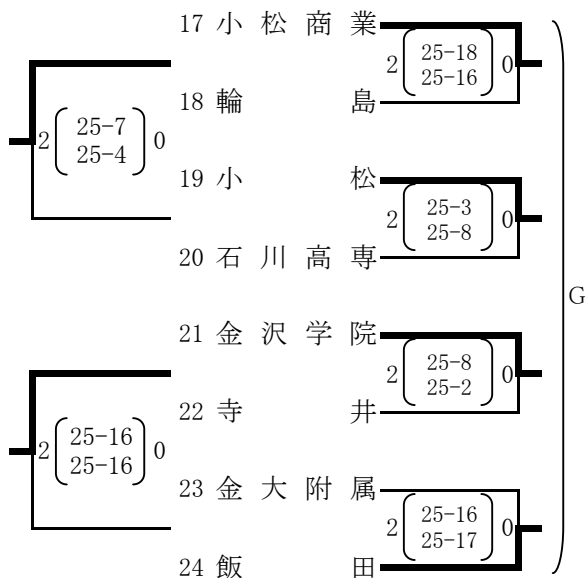 17 小松商業
2 25-18 0
25-16
18 輪島
2 25-7 0
25-4
19 小松
2 25-3 0
25-8
20 石川高専
G
21 金沢学院
2 25-8 0
25-2
22 寺井
2 25-16 0
25-16
23 金大附属
2 25-16 0
25-17
24 飯田